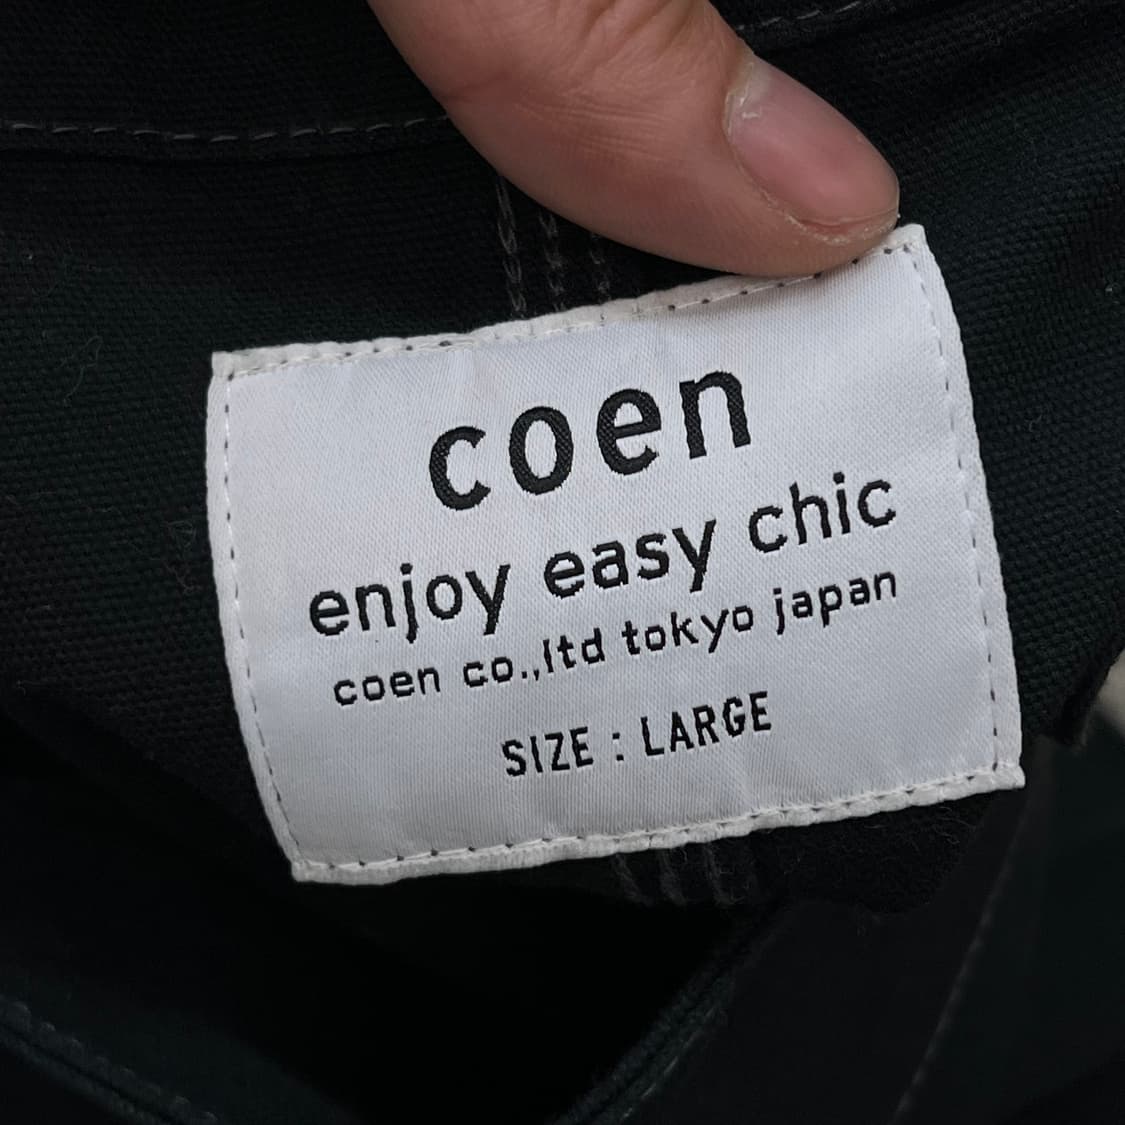 coen
enjoy easy chic
coen co.,ltd tokyo japan
SIZE : LARGE